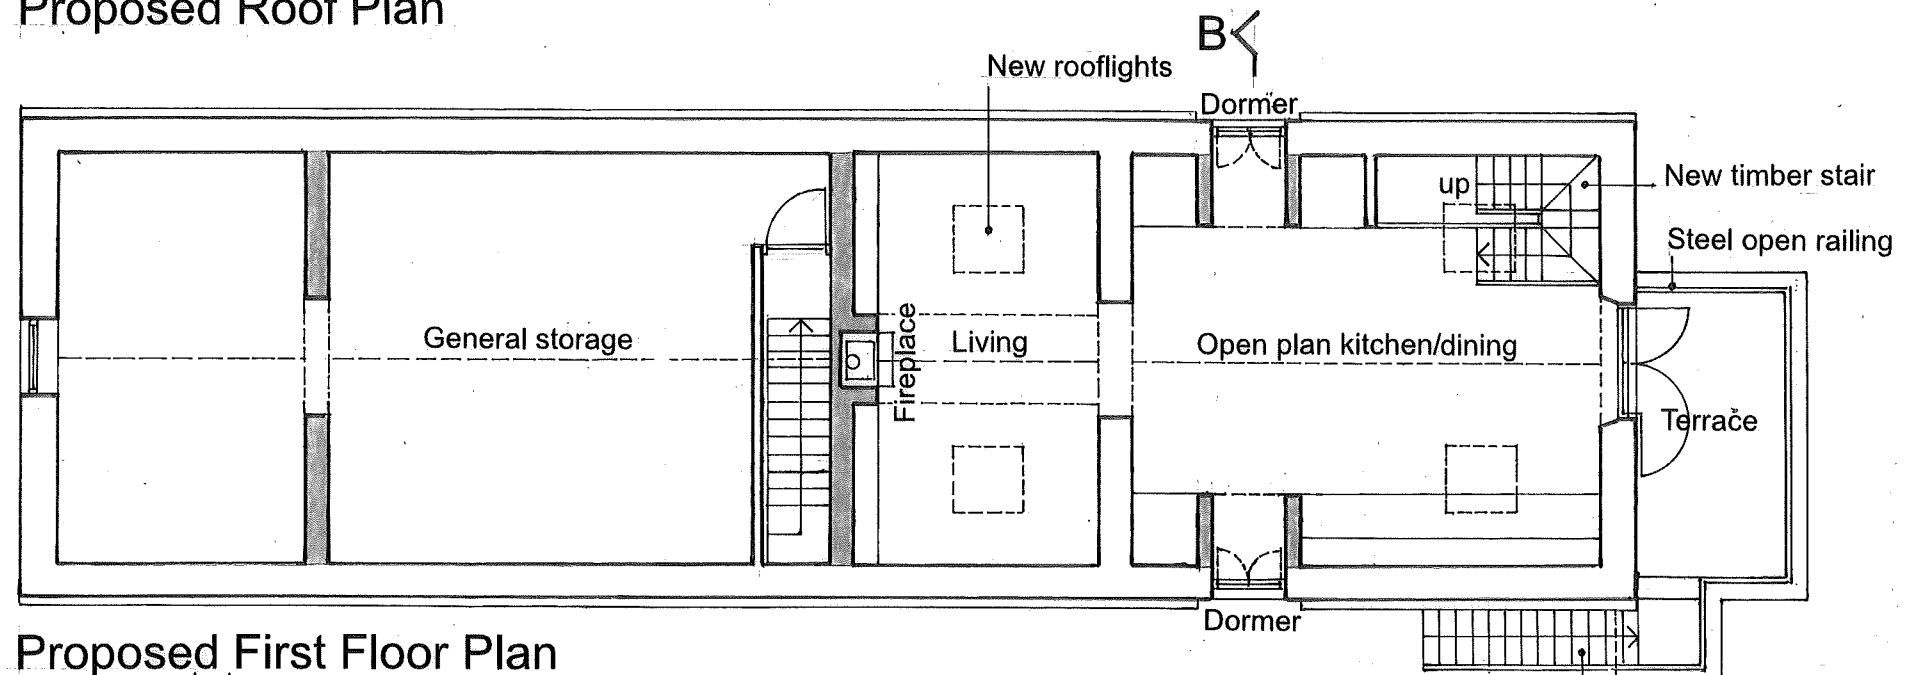 Proposed Roof Plan
B
New rooflights
Dormer
up
New timber stair
Steel open railing
General storage
Fireplace
Living
Open plan kitchen/dining
Terrace
Dormer
Proposed First Floor Plan